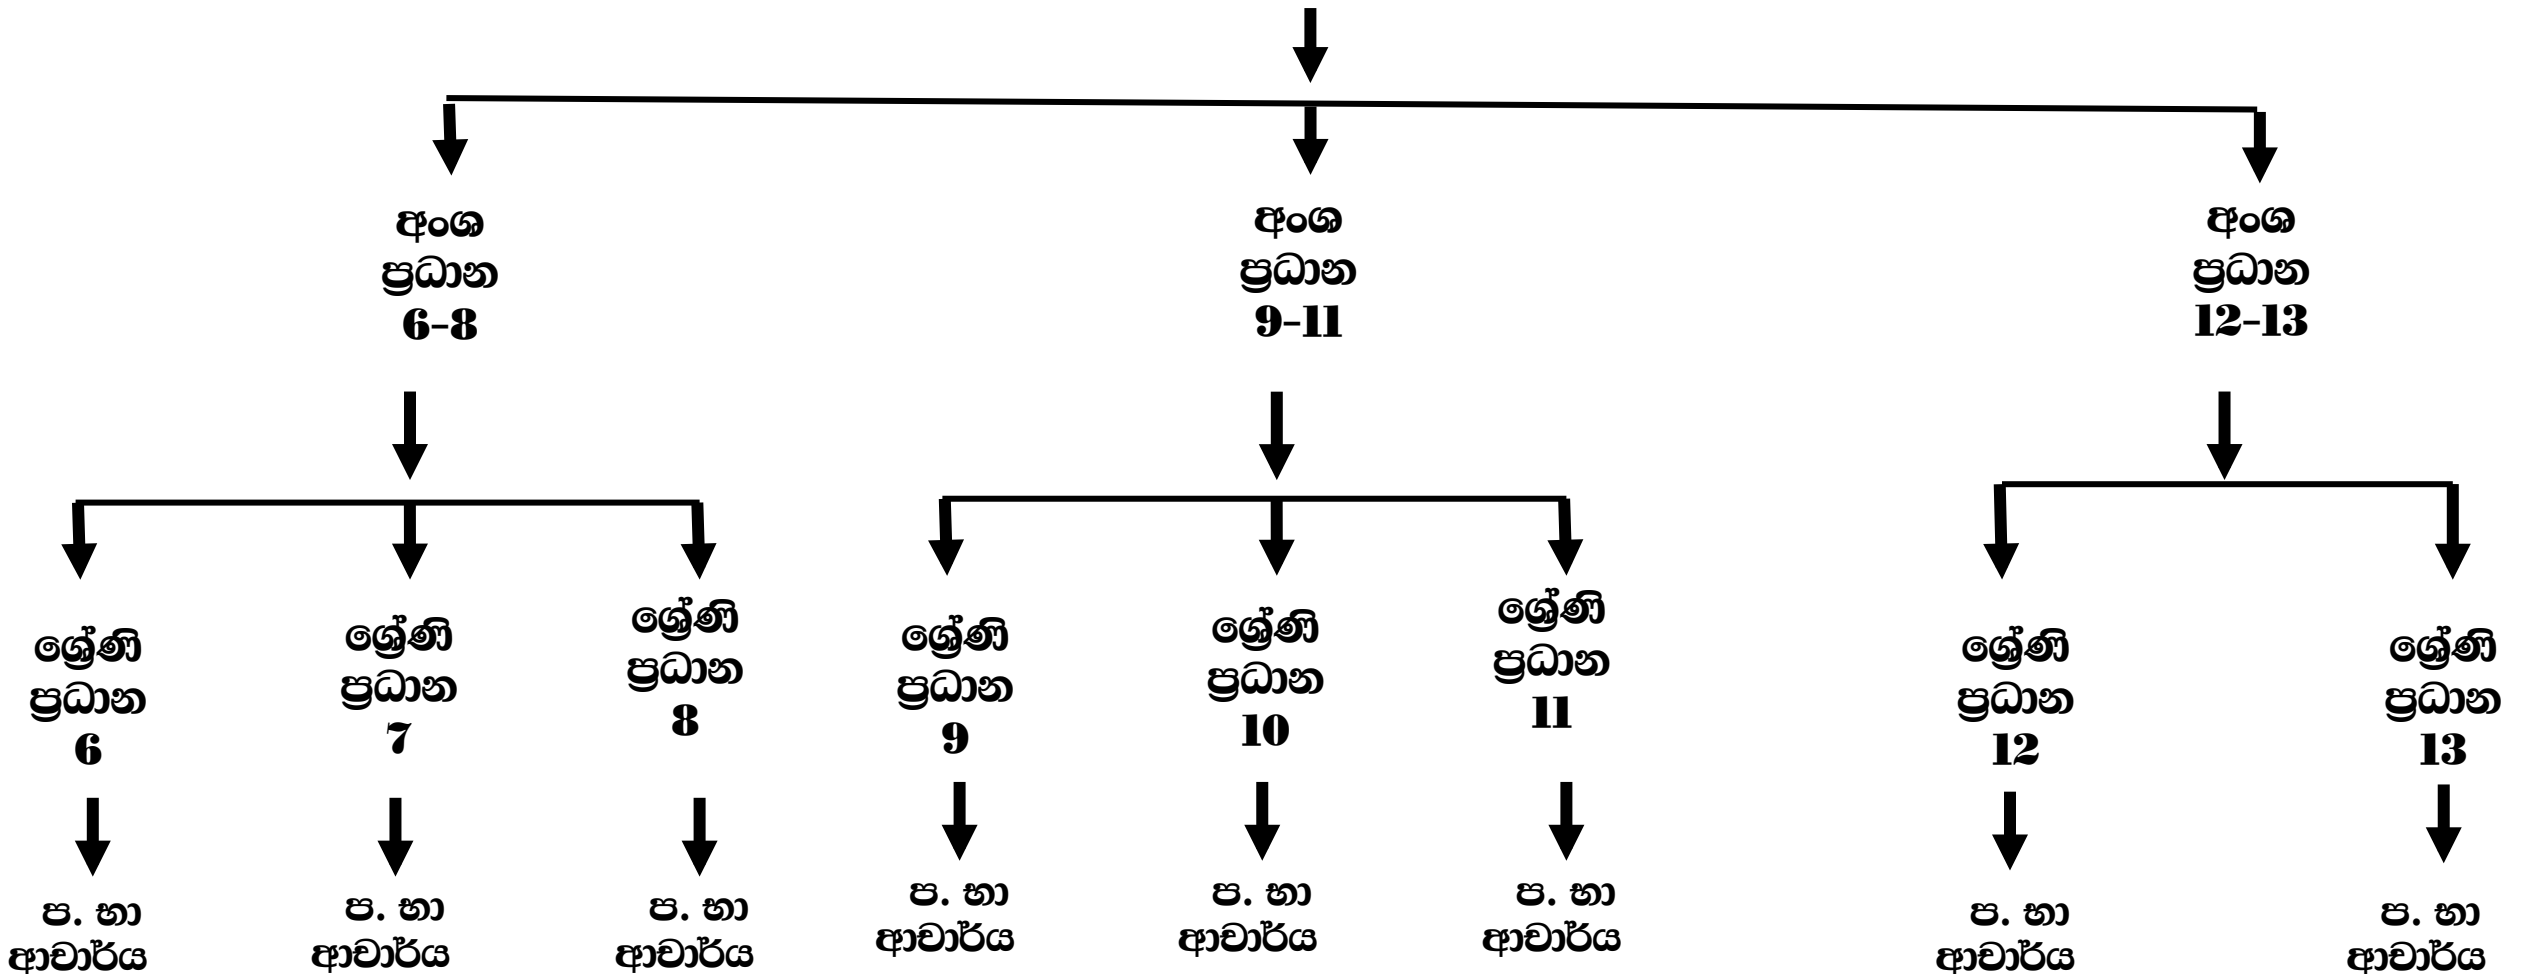 අංශ
ප්‍රධාන
6-8
අංශ
ප්‍රධාන
9-11
අංශ
ප්‍රධාන
12-13
ශ්‍රේණි
ප්‍රධාන
6
ශ්‍රේණි
ප්‍රධාන
7
ශ්‍රේණි
ප්‍රධාන
8
ශ්‍රේණි
ප්‍රධාන
9
ශ්‍රේණි
ප්‍රධාන
10
ශ්‍රේණි
ප්‍රධාන
11
ශ්‍රේණි
ප්‍රධාන
12
ශ්‍රේණි
ප්‍රධාන
13
ප. භා
ආචාර්ය
ප. භා
ආචාර්ය
ප. භා
ආචාර්ය
ප. භා
ආචාර්ය
ප. භා
ආචාර්ය
ප. භා
ආචාර්ය
ප. භා
ආචාර්ය
ප. භා
ආචාර්ය